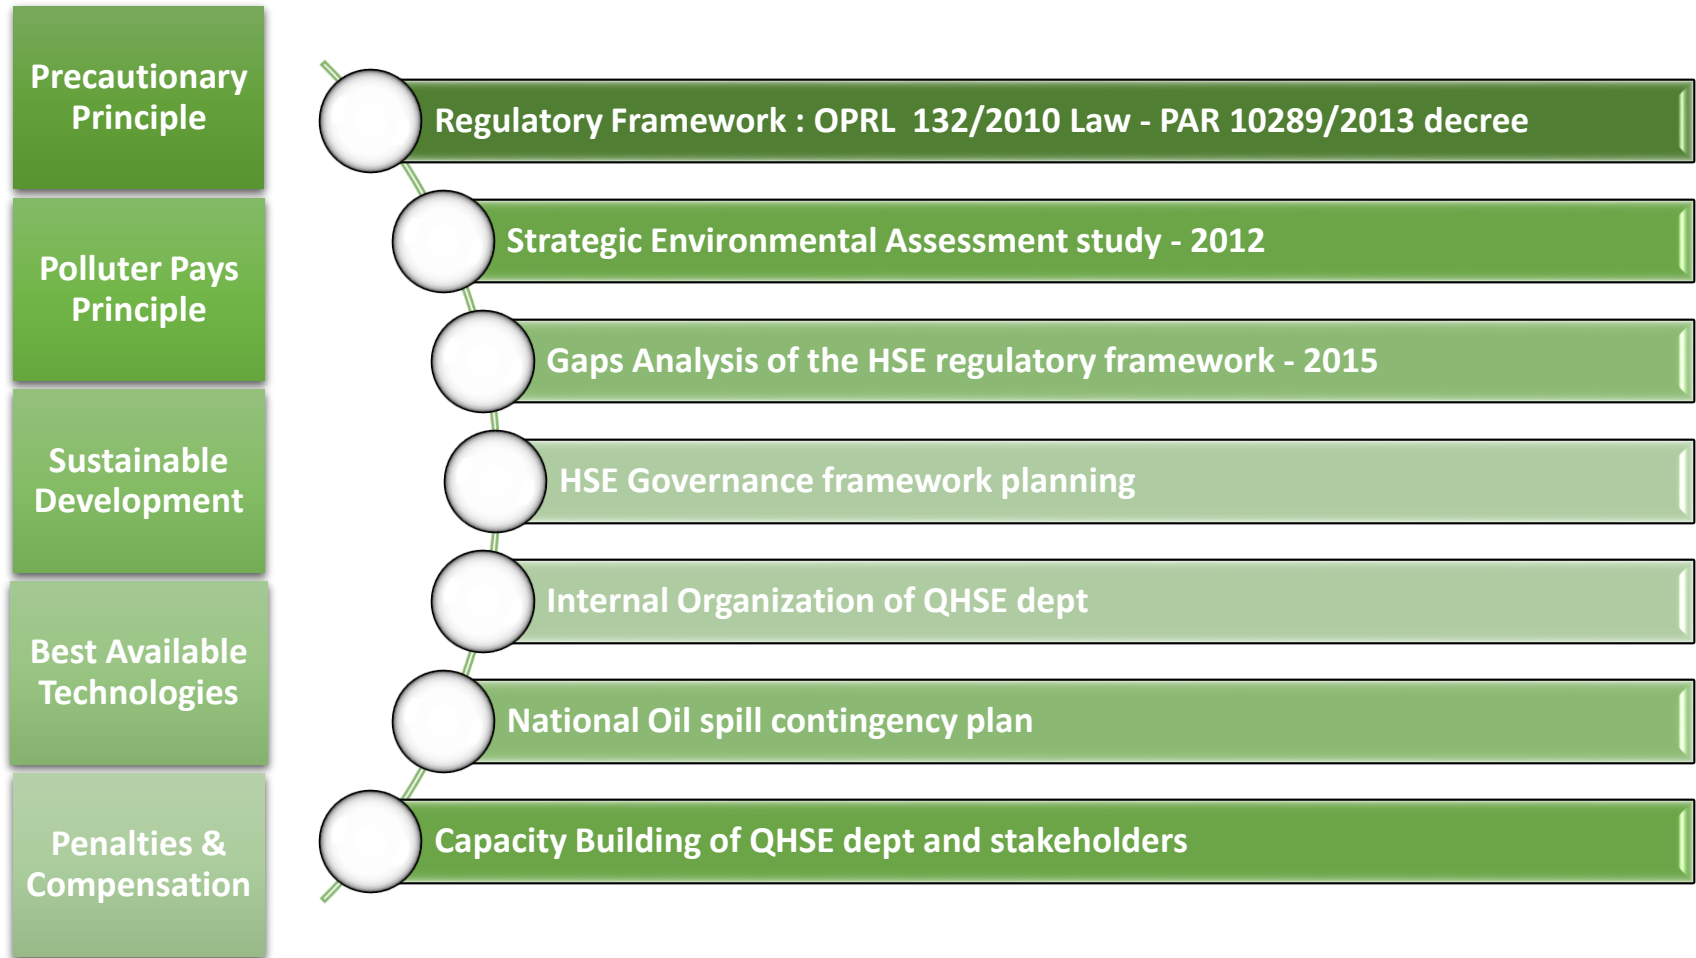 Precautionary
Principle
Polluter Pays
Principle
Sustainable
Development
Best Available
Technologies
Penalties &
Compensation
Regulatory Framework : OPRL  132/2010 Law - PAR 10289/2013 decree
Strategic Environmental Assessment study - 2012
Gaps Analysis of the HSE regulatory framework - 2015
HSE Governance framework planning
Internal Organization of QHSE dept
National Oil spill contingency plan
Capacity Building of QHSE dept and stakeholders